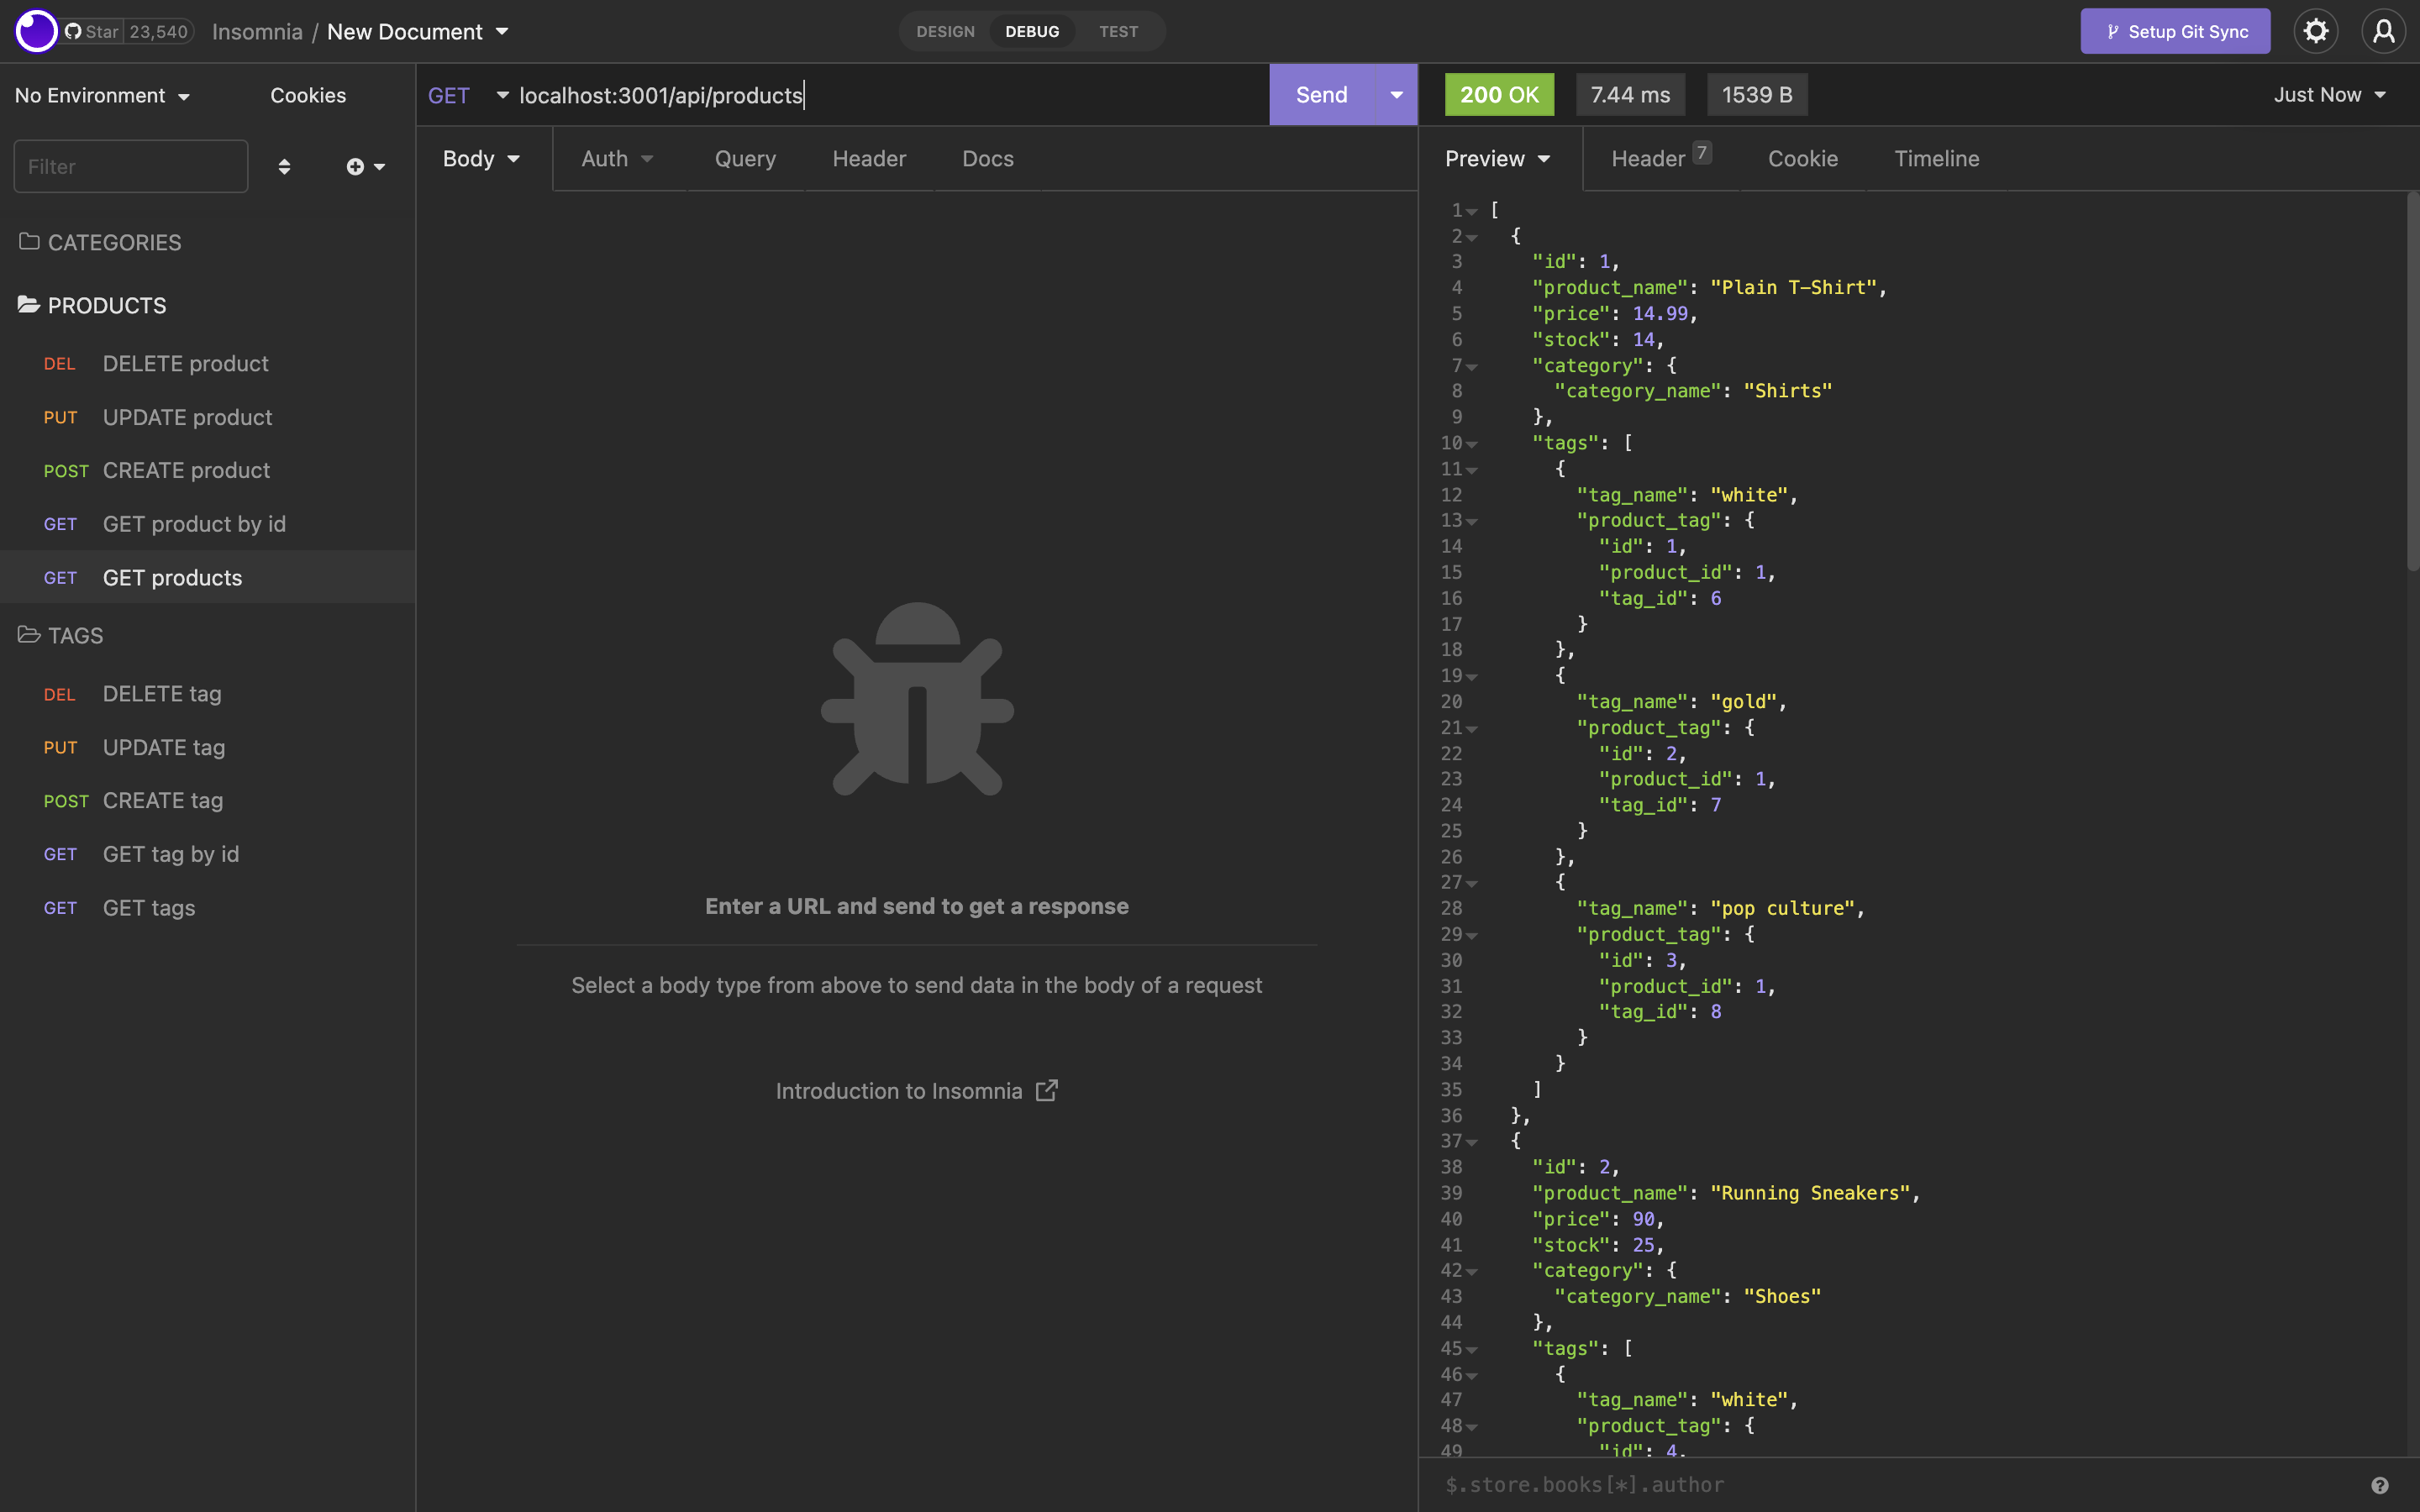 Star 23,540 Insomnia / New Document
DESIGN DEBUG TEST
Setup Git Sync
No Environment Cookies
Filter
CATEGORIES
PRODUCTS
DEL DELETE product
PUT UPDATE product
POST CREATE product
GET GET product by id
GET GET products
TAGS
DEL DELETE tag
PUT UPDATE tag
POST CREATE tag
GET GET tag by id
GET GET tags
GET localhost:3001/api/products Send
Body Auth Query Header Docs
Enter a URL and send to get a response
Select a body type from above to send data in the body of a request
Introduction to Insomnia
200 OK 7.44 ms 1539 B Just Now
Preview Header 7 Cookie Timeline
1 [
2 {
3 "id": 1,
4 "product_name": "Plain T-Shirt",
5 "price": 14.99,
6 "stock": 14,
7 "category": {
8 "category_name": "Shirts"
9 },
10 "tags": [
11 {
12 "tag_name": "white",
13 "product_tag": {
14 "id": 1,
15 "product_id": 1,
16 "tag_id": 6
17 }
18 },
19 {
20 "tag_name": "gold",
21 "product_tag": {
22 "id": 2,
23 "product_id": 1,
24 "tag_id": 7
25 }
26 },
27 {
28 "tag_name": "pop culture",
29 "product_tag": {
30 "id": 3,
31 "product_id": 1,
32 "tag_id": 8
33 }
34 }
35 ]
36 },
37 {
38 "id": 2,
39 "product_name": "Running Sneakers",
40 "price": 90,
41 "stock": 25,
42 "category": {
43 "category_name": "Shoes"
44 },
45 "tags": [
46 {
47 "tag_name": "white",
48 "product_tag": {
49 "id": 4,
$.store.books[*].author